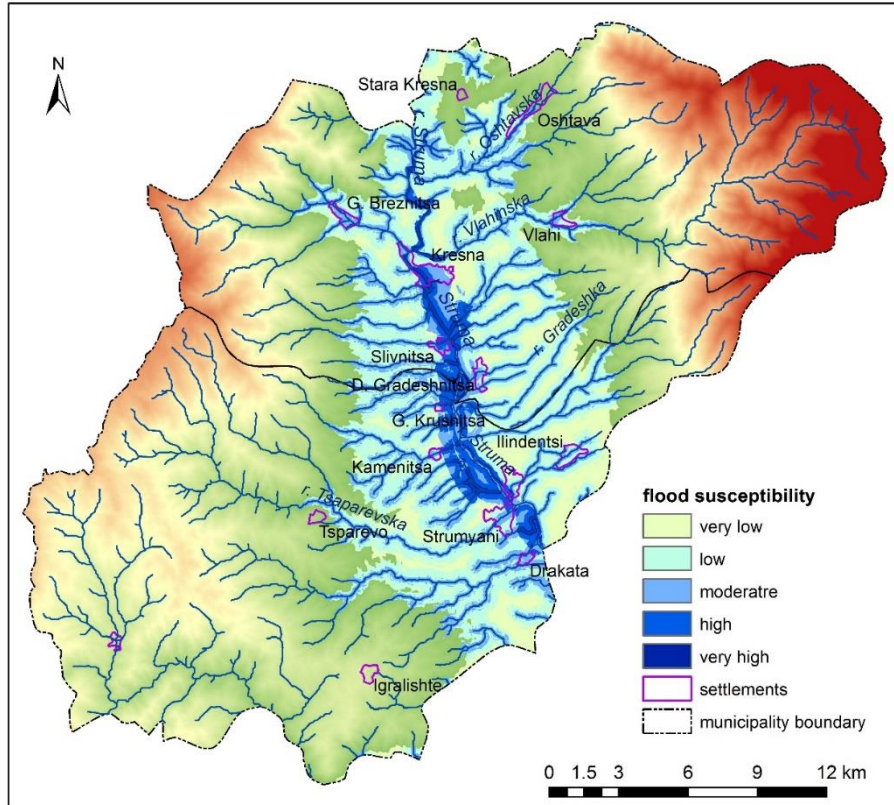 N
Stara Kresna
r. Struma
r. Oshtavska
Oshtava
G. Brezhitsa
r. Vlahinska
Vlahi
Kresna
Struma
r. Gradeshka
Slivnitsa
D. Gradeshnitsa
G. Krushitsa
Struma
Ilindentsi
Kamenitsa
r. Tsaparevska
Tsparevo
Strumyani
Drakata
Igralishte
flood susceptibility
very low
low
moderatre
high
very high
settlements
municipality boundary
0 1.5 3 6 9 12 km